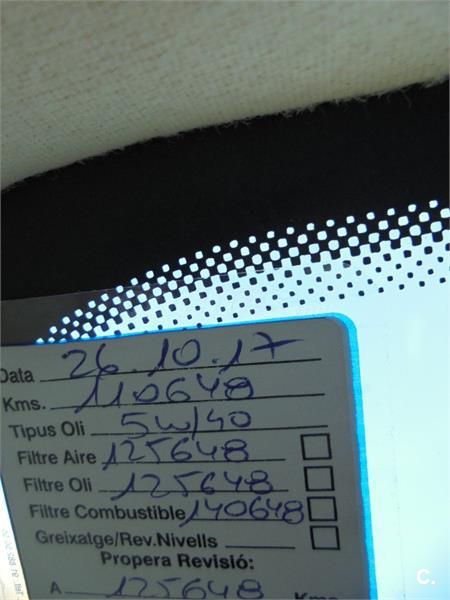 Data 26.10.17
Kms. 110648
Tipus Oli 5w/40
Filtre Aire 125648
Filtre Oli 125648
Filtre Combustible 140648
Greixatge/Rev.Nivells
Propera Revisió:
A 125648 Kms
C.